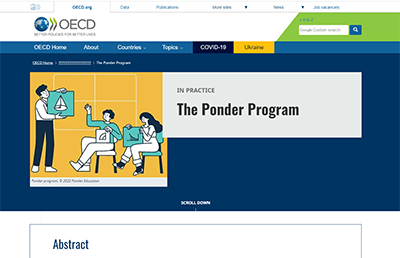 OECD.org Data Publications More sites ▾ News ▾ Job vacancies
OECD
BETTER POLICIES FOR BETTER LIVES
Google Custom search
OECD Home About Countries Topics COVID-19 Ukraine
OECD Home › › The Ponder Program
IN PRACTICE
The Ponder Program
Ponder program, © 2022 Ponder Education
SCROLL DOWN
Abstract